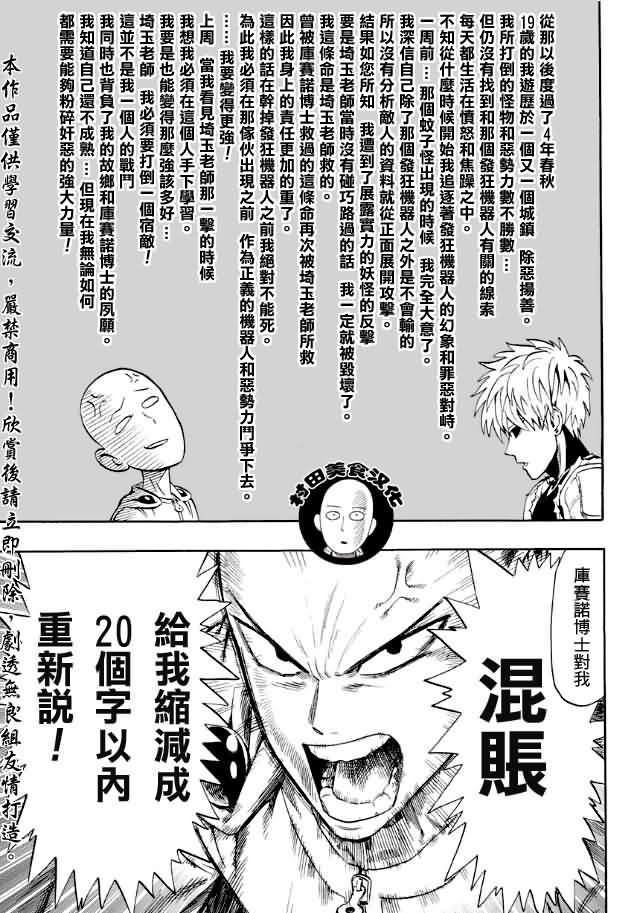 從那以後度過了4年春秋
19歲的我遊歷於一個又一個城鎮 除惡揚善。
我所打倒的怪物和惡勢力數不勝數…
但仍沒有找到和那個發狂機器人有關的線索
每天都生活在憤怒和焦躁之中。
不知從什麼時候開始我追逐著發狂機器人的幻象和罪惡對峙。
一周前…那個蚊子怪出現的時候 我完全大意了。
我深信自己除了那個發狂機器人之外是不會輸的
所以沒有分析敵人的資料就從正面展開攻擊。
結果如您所知 我遭到了展露實力的妖怪的反擊
要是埼玉老師當時沒有碰巧路過的話 我一定就被毀壞了。
我這條命是埼玉老師救的。
曾被庫賽諾博士救過的這條命再次被埼玉老師所救
因此我身上的責任更加的重了。
這樣的話在幹掉發狂機器人之前我絕對不能死。
為此我必須在那傢伙出現之前 作為正義的機器人和惡勢力鬥爭下去。
……我要變得更強！
上周 當我看見埼玉老師那一擊的時候
我想我必須在這個人手下學習。
我要是也能變得那麼強該多好…
埼玉老師 我必須要打倒一個宿敵！
這並不是我一個人的戰鬥
我同時也背負了我的故鄉和庫賽諾博士的夙願。
我知道自己還不成熟…但現在我無論如何
都需要能夠粉碎奸惡的強大力量！
村田美食汉化
庫賽諾博士對我
混賬
給我縮減成
20個字以內
重新說！
本作品僅供學習交流，嚴禁商用！欣賞後請立即刪除，劇透無良組友情打造。